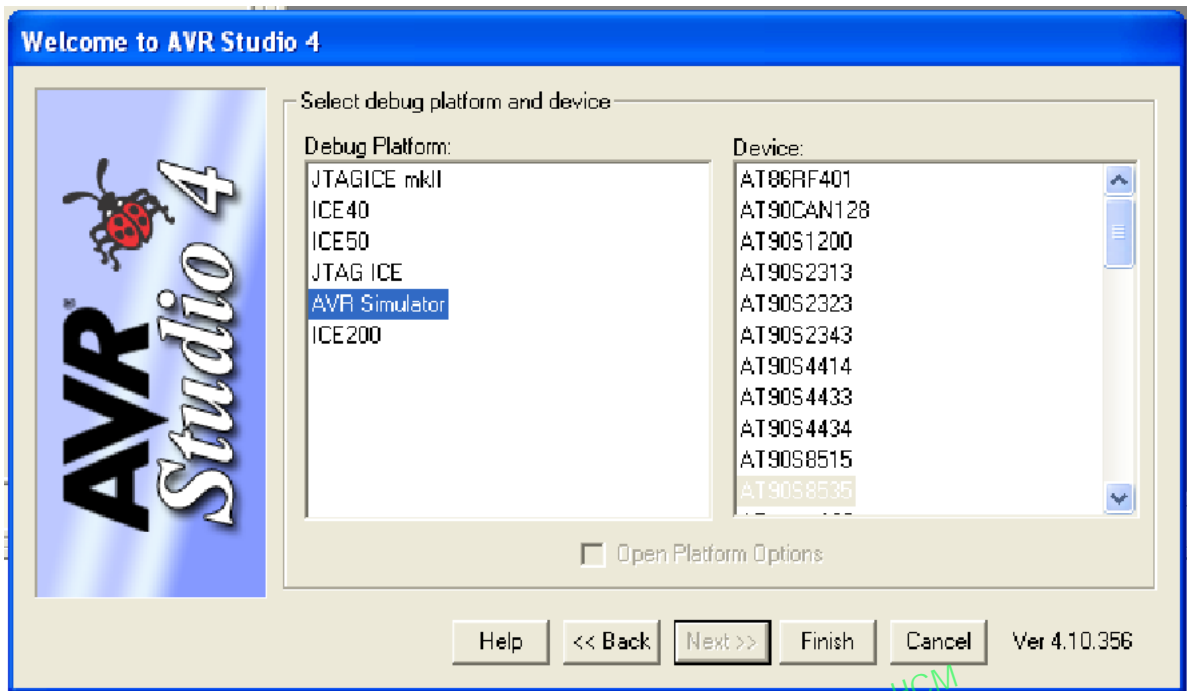 Welcome to AVR Studio 4
AVR® Studio 4
Select debug platform and device
Debug Platform:
JTAGICE mkII
ICE40
ICE50
JTAG ICE
AVR Simulator
ICE200
Device:
AT86RF401
AT90CAN128
AT90S1200
AT90S2313
AT90S2323
AT90S2343
AT90S4414
AT90S4433
AT90S4434
AT90S8515
AT90S8535
Open Platform Options
Help
<< Back
Next >>
Finish
Cancel
Ver 4.10.356
HCM